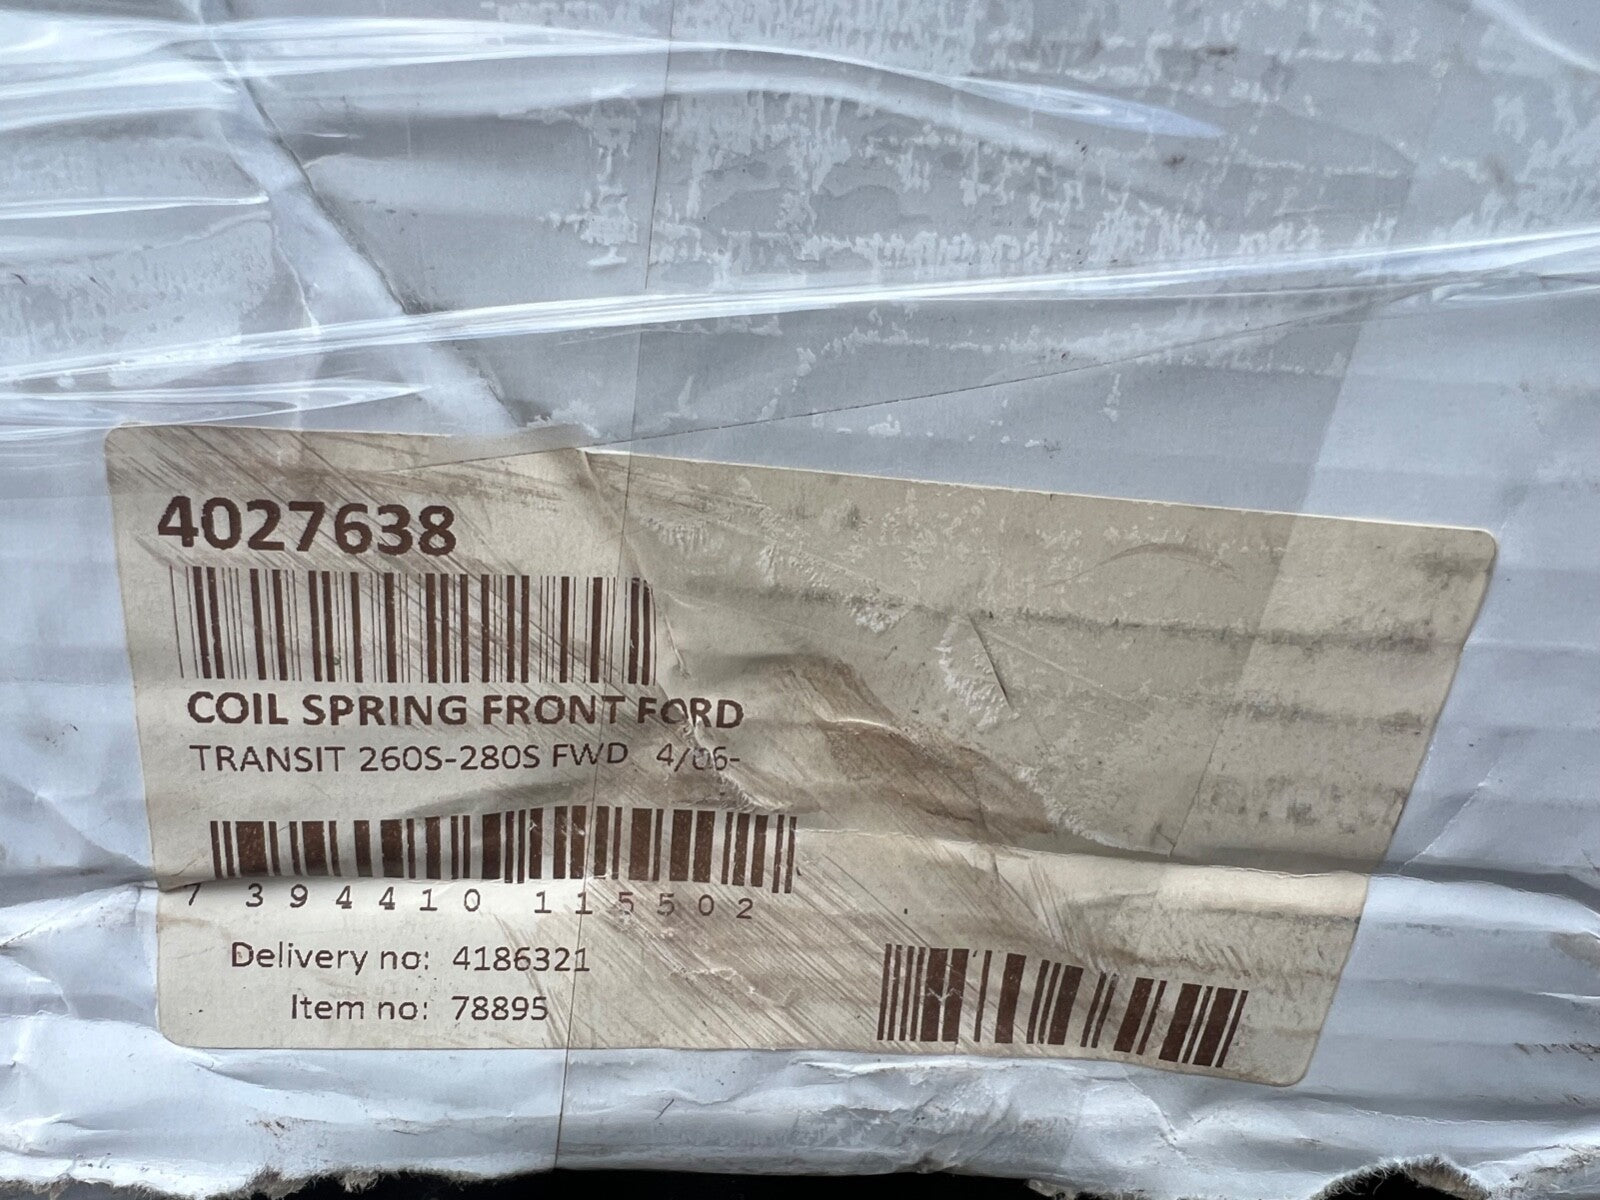 4027638
COIL SPRING FRONT FORD
TRANSIT 260S-280S FWD 4/06-
7 394410 115502
Delivery no: 4186321
Item no: 78895